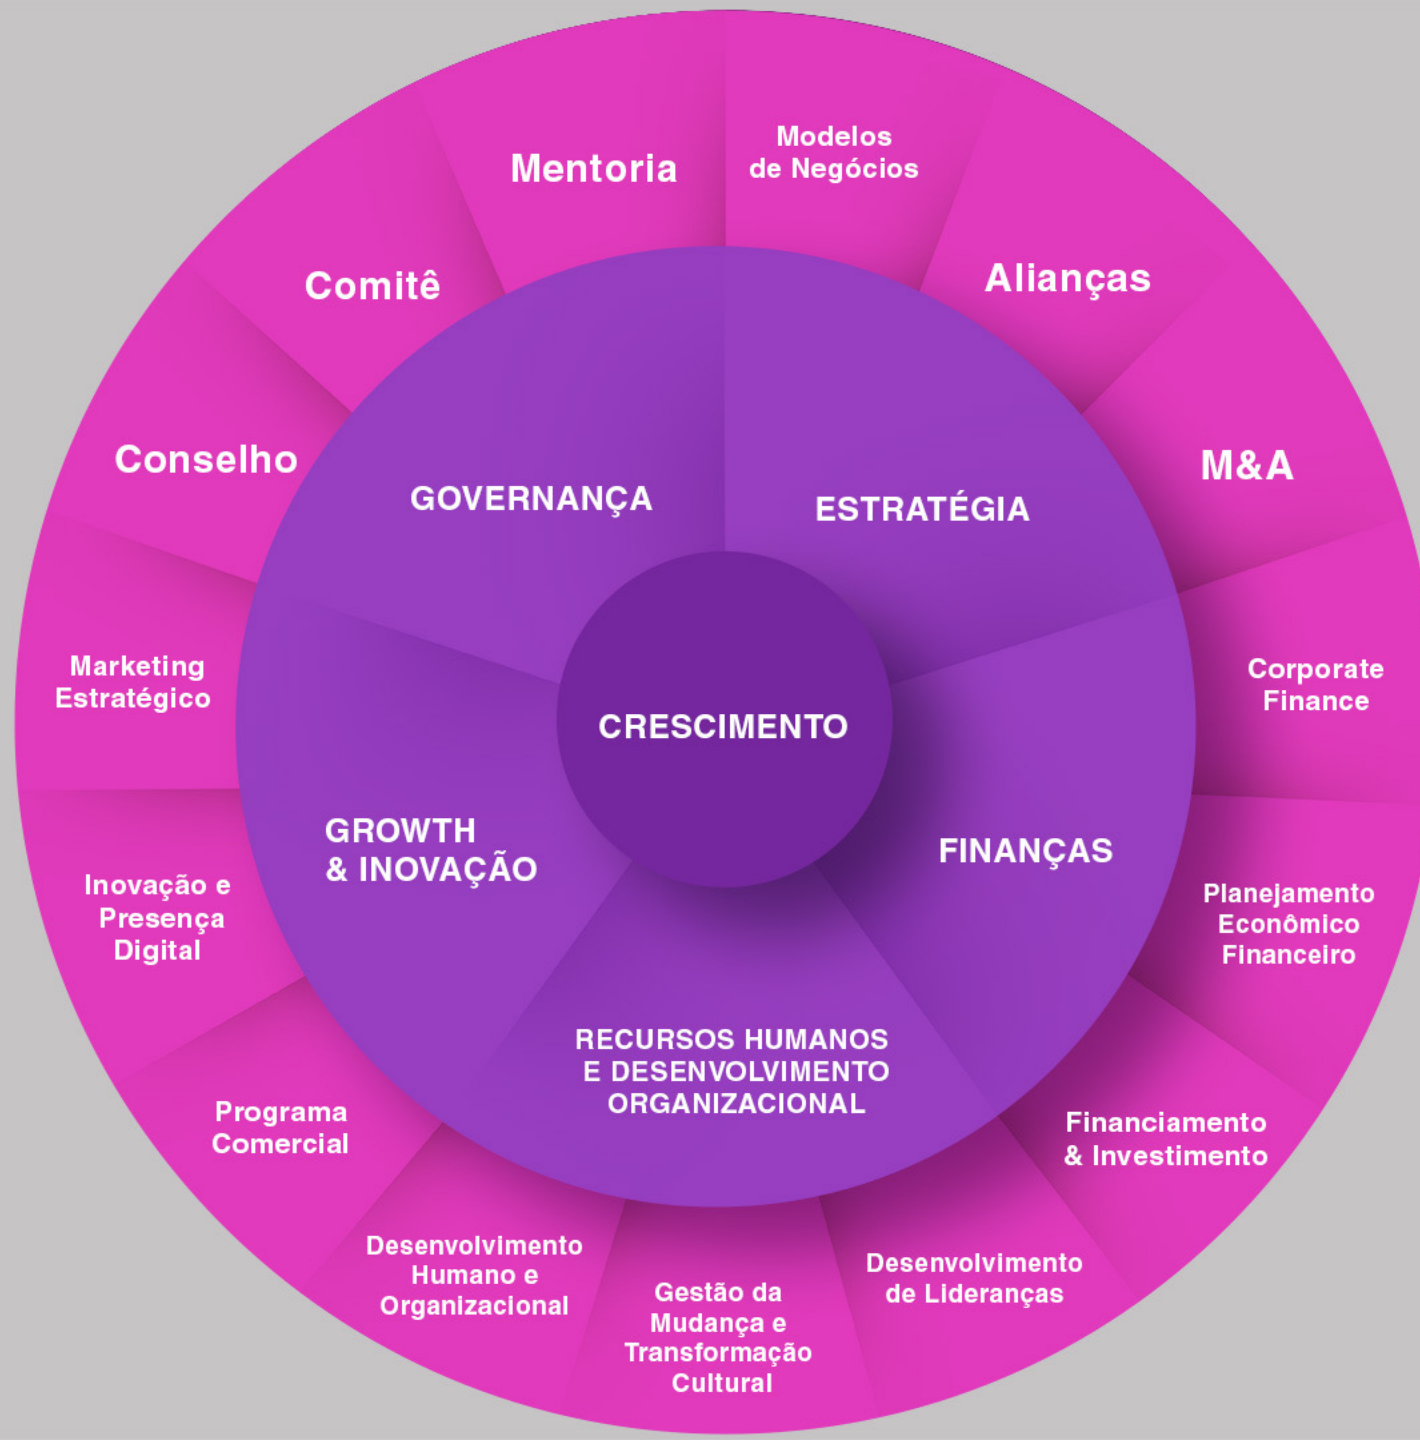 Mentoria
Modelos
de Negócios
Comitê
Alianças
Conselho
M&A
GOVERNANÇA
ESTRATÉGIA
Marketing
Estratégico
Corporate
Finance
CRESCIMENTO
GROWTH
& INOVAÇÃO
FINANÇAS
Inovação e
Presença
Digital
Planejamento
Econômico
Financeiro
RECURSOS HUMANOS
E DESENVOLVIMENTO
ORGANIZACIONAL
Programa
Comercial
Financiamento
& Investimento
Desenvolvimento
Humano e
Organizacional
Gestão da
Mudança e
Transformação
Cultural
Desenvolvimento
de Lideranças